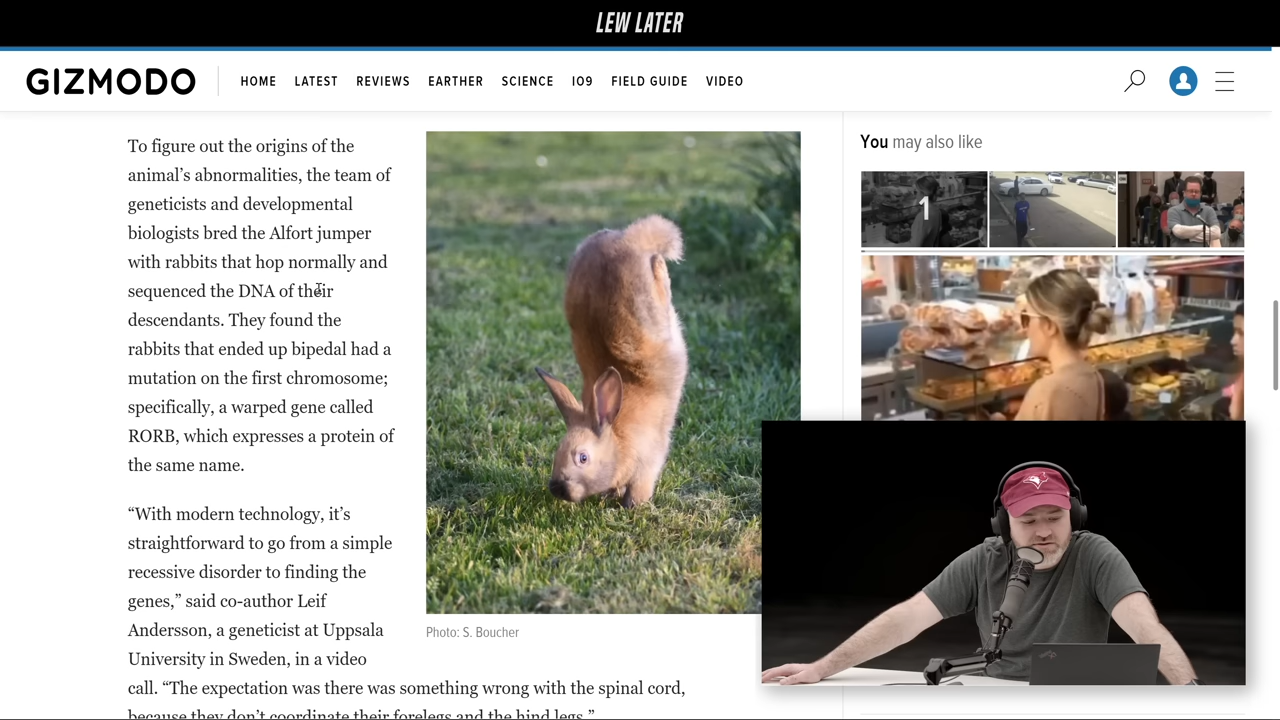 LEW LATER
GIZMODO
HOME LATEST REVIEWS EARTHER SCIENCE IO9 FIELD GUIDE VIDEO
To figure out the origins of the
animal’s abnormalities, the team of
geneticists and developmental
biologists bred the Alfort jumper
with rabbits that hop normally and
sequenced the DNA of their
descendants. They found the
rabbits that ended up bipedal had a
mutation on the first chromosome;
specifically, a warped gene called
RORB, which expresses a protein of
the same name.
“With modern technology, it’s
straightforward to go from a simple
recessive disorder to finding the
genes,” said co-author Leif
Andersson, a geneticist at Uppsala
University in Sweden, in a video
call. “The expectation was there was something wrong with the spinal cord,
because they don’t coordinate their forelegs and the hind legs.”
Photo: S. Boucher
You may also like
1